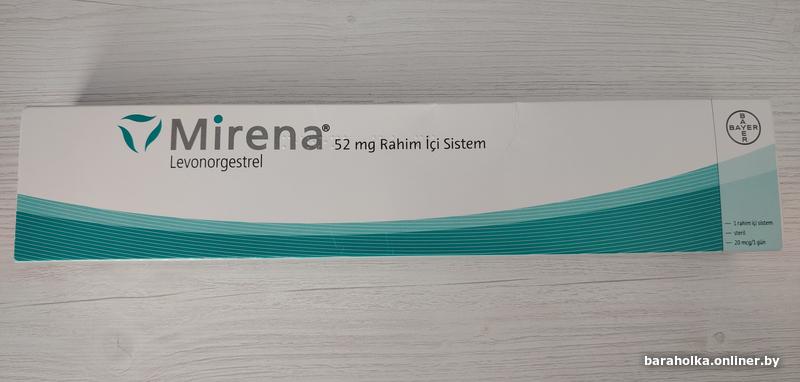 Mirena® 52 mg Rahim İçi Sistem
Levonorgestrel
BAYER
BAYER
– 1 rahim içi sistem
– steril
– 20 mcg/1 gün
baraholka.onliner.by